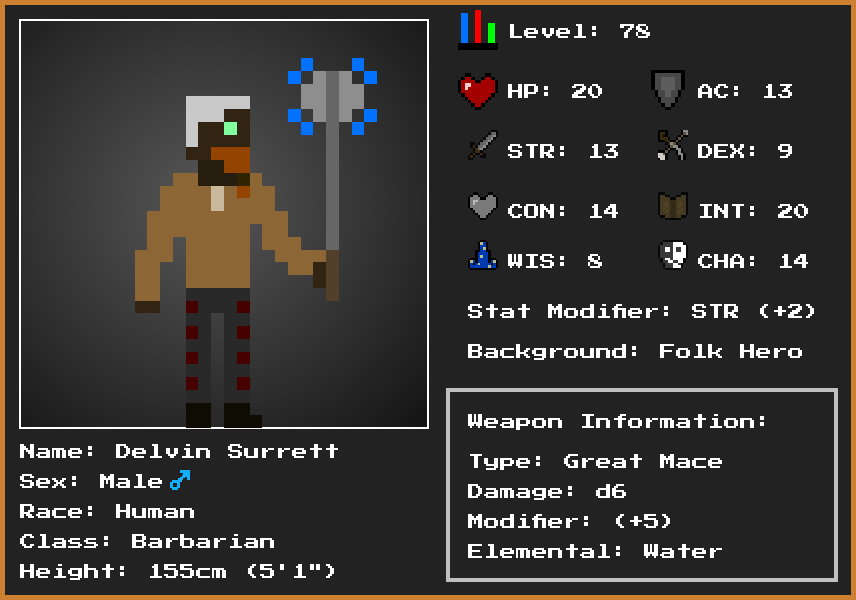 Level: 78
HP: 20
AC: 13
STR: 13
DEX: 9
CON: 14
INT: 20
WIS: 8
CHA: 14
Stat Modifier: STR (+2)
Background: Folk Hero
Weapon Information:
Type: Great Mace
Damage: d6
Modifier: (+5)
Elemental: Water
Name: Delvin Surrett
Sex: Male ♂
Race: Human
Class: Barbarian
Height: 155cm (5'1")